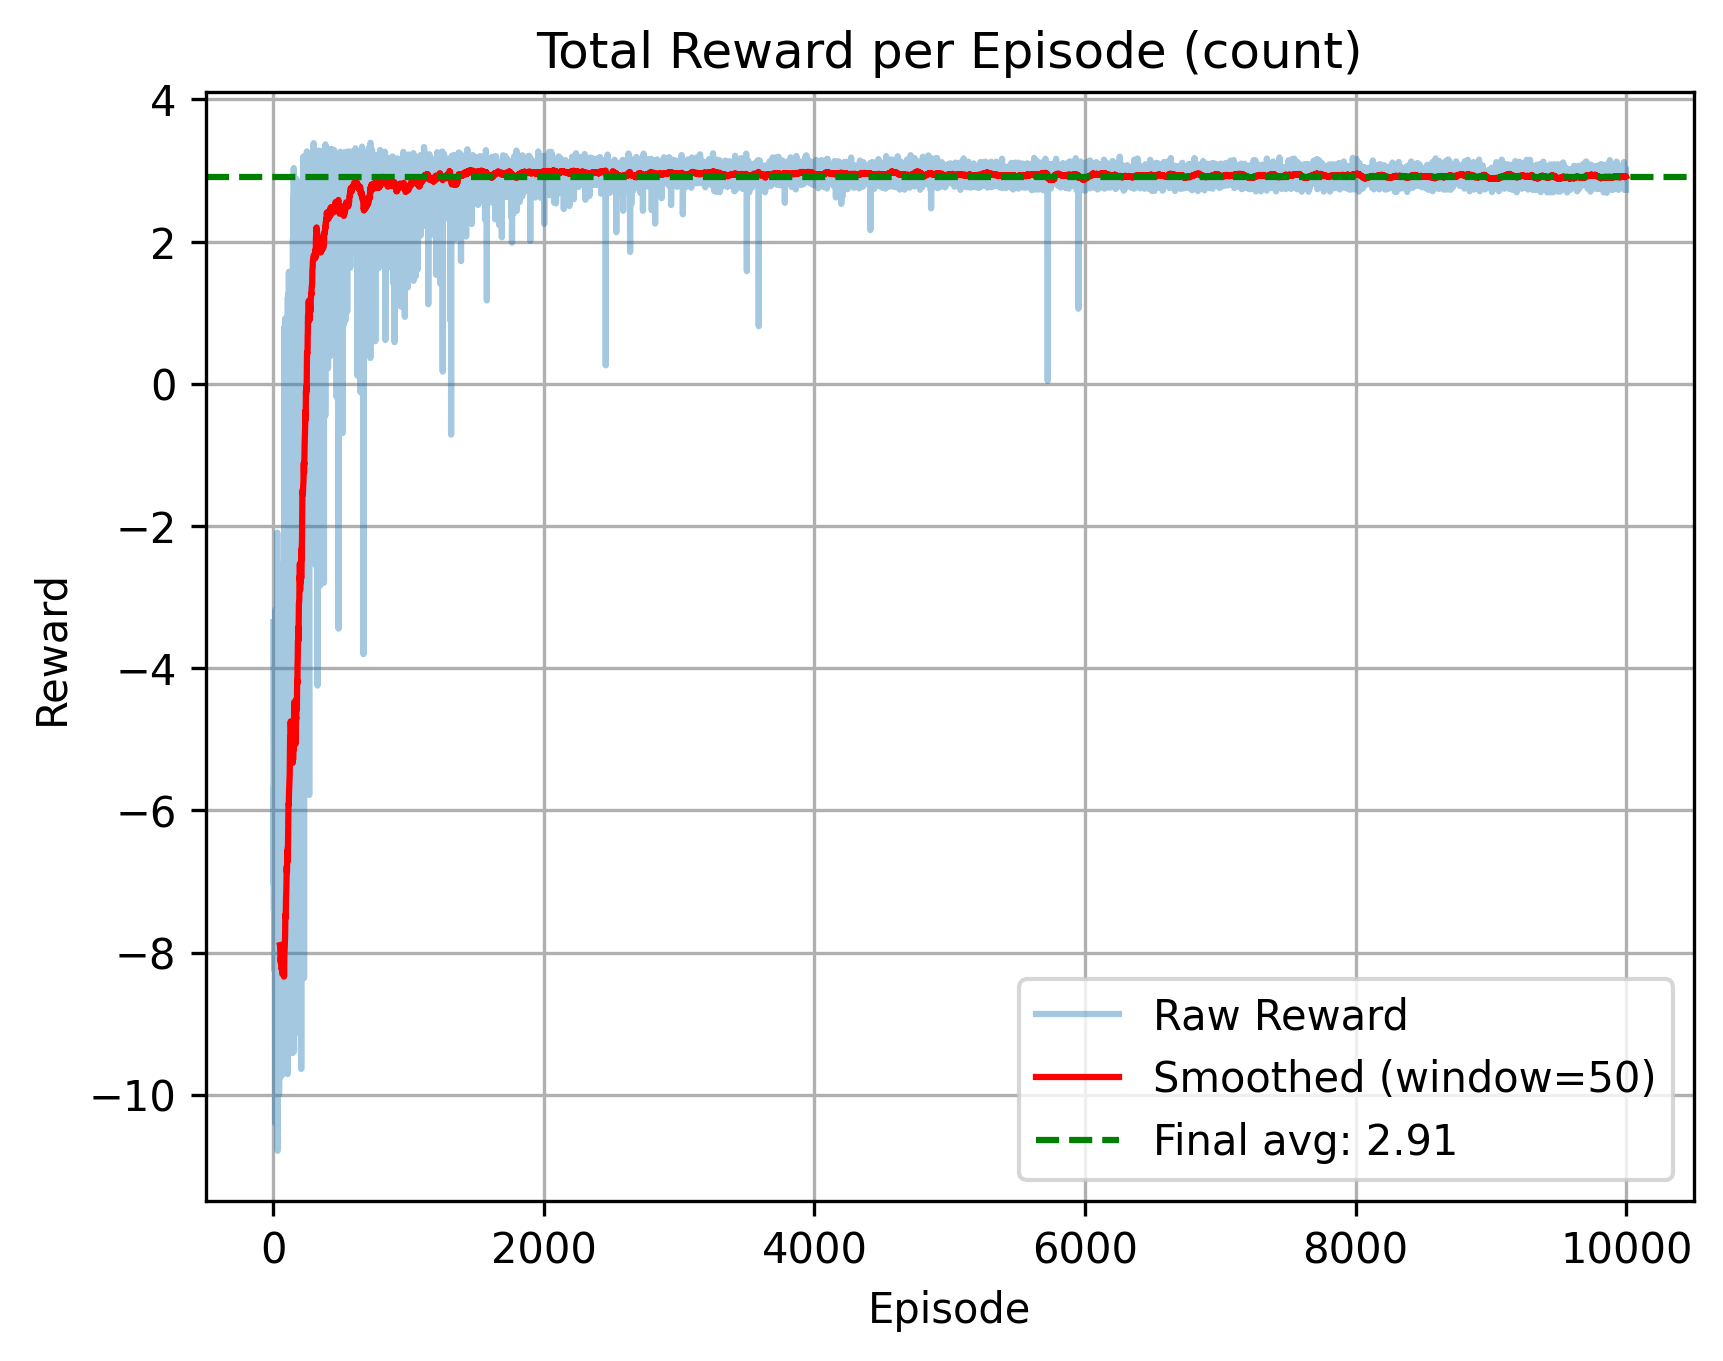 Total Reward per Episode (count)
4
2
0
−2
−4
−6
−8
−10
Reward
0
2000
4000
6000
8000
10000
Episode
Raw Reward
Smoothed (window=50)
Final avg: 2.91